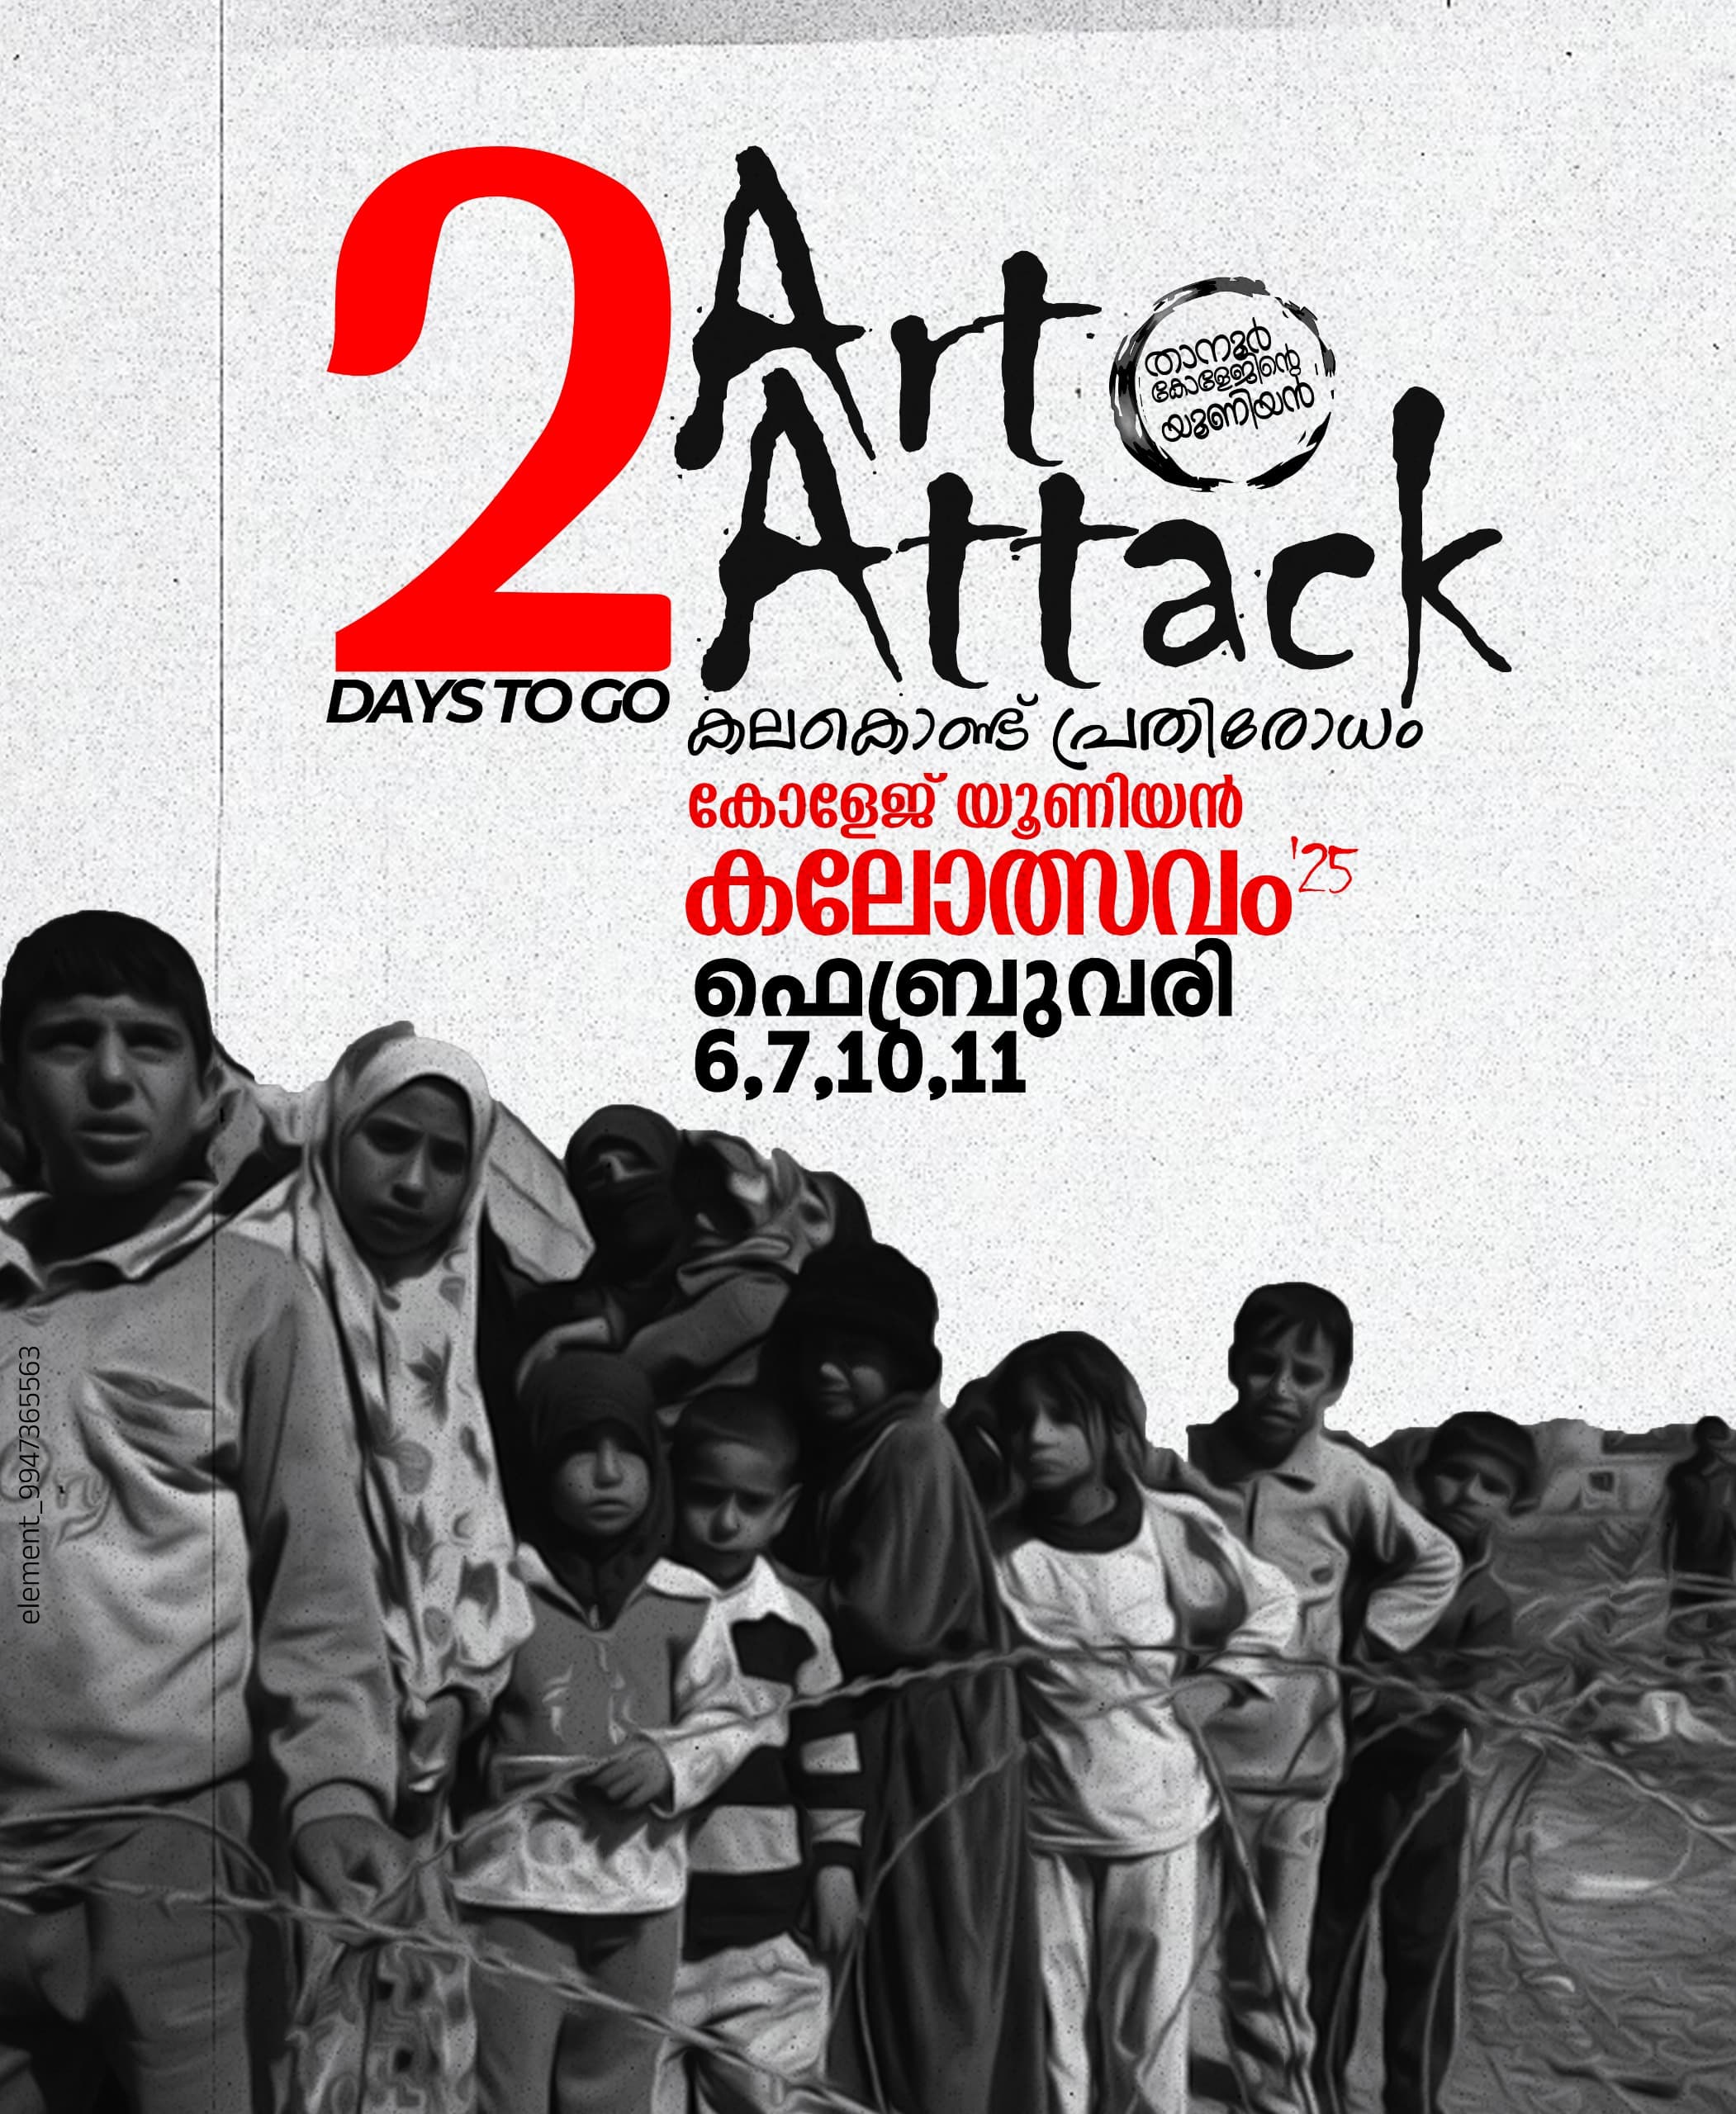 2
DAYS TO GO
Art
Attack
താനൂർ
കോളേജിന്റെ
യൂണിയൻ
കലകൊണ്ട് പ്രതിരോധം
കോളേജ് യൂണിയൻ
കലോത്സവം '25
ഫെബ്രുവരി
6,7,10,11
element_9947365563